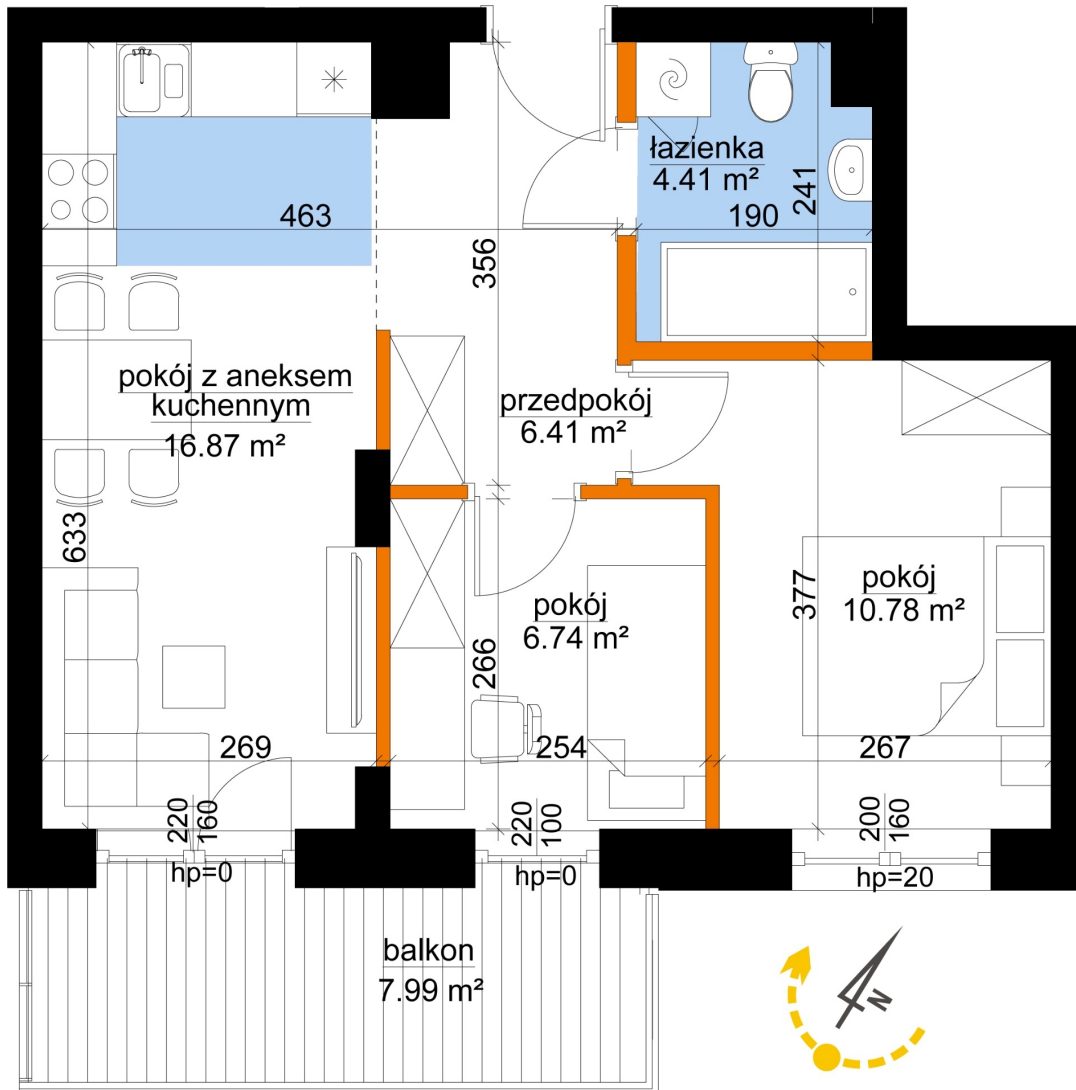 łazienka
4.41 m²
241
190
463
356
pokój z aneksem
kuchennym
16.87 m²
przedpokój
6.41 m²
633
377
pokój
10.78 m²
pokój
6.74 m²
266
269
254
267
220
160
hp=0
220
100
hp=0
200
160
hp=20
balkon
7.99 m²
N